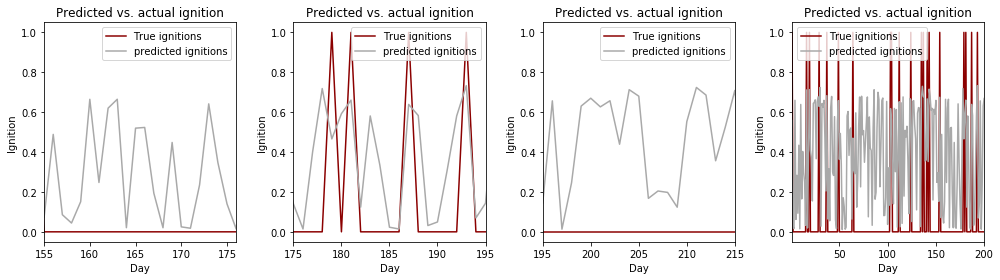 Predicted vs. actual ignition
Ignition
1.0
0.8
0.6
0.4
0.2
0.0
True ignitions
predicted ignitions
155 160 165 170 175
Day
Predicted vs. actual ignition
Ignition
1.0
0.8
0.6
0.4
0.2
0.0
True ignitions
predicted ignitions
175 180 185 190 195
Day
Predicted vs. actual ignition
Ignition
1.0
0.8
0.6
0.4
0.2
0.0
True ignitions
predicted ignitions
195 200 205 210 215
Day
Predicted vs. actual ignition
Ignition
1.0
0.8
0.6
0.4
0.2
0.0
True ignitions
predicted ignitions
50 100 150 200
Day